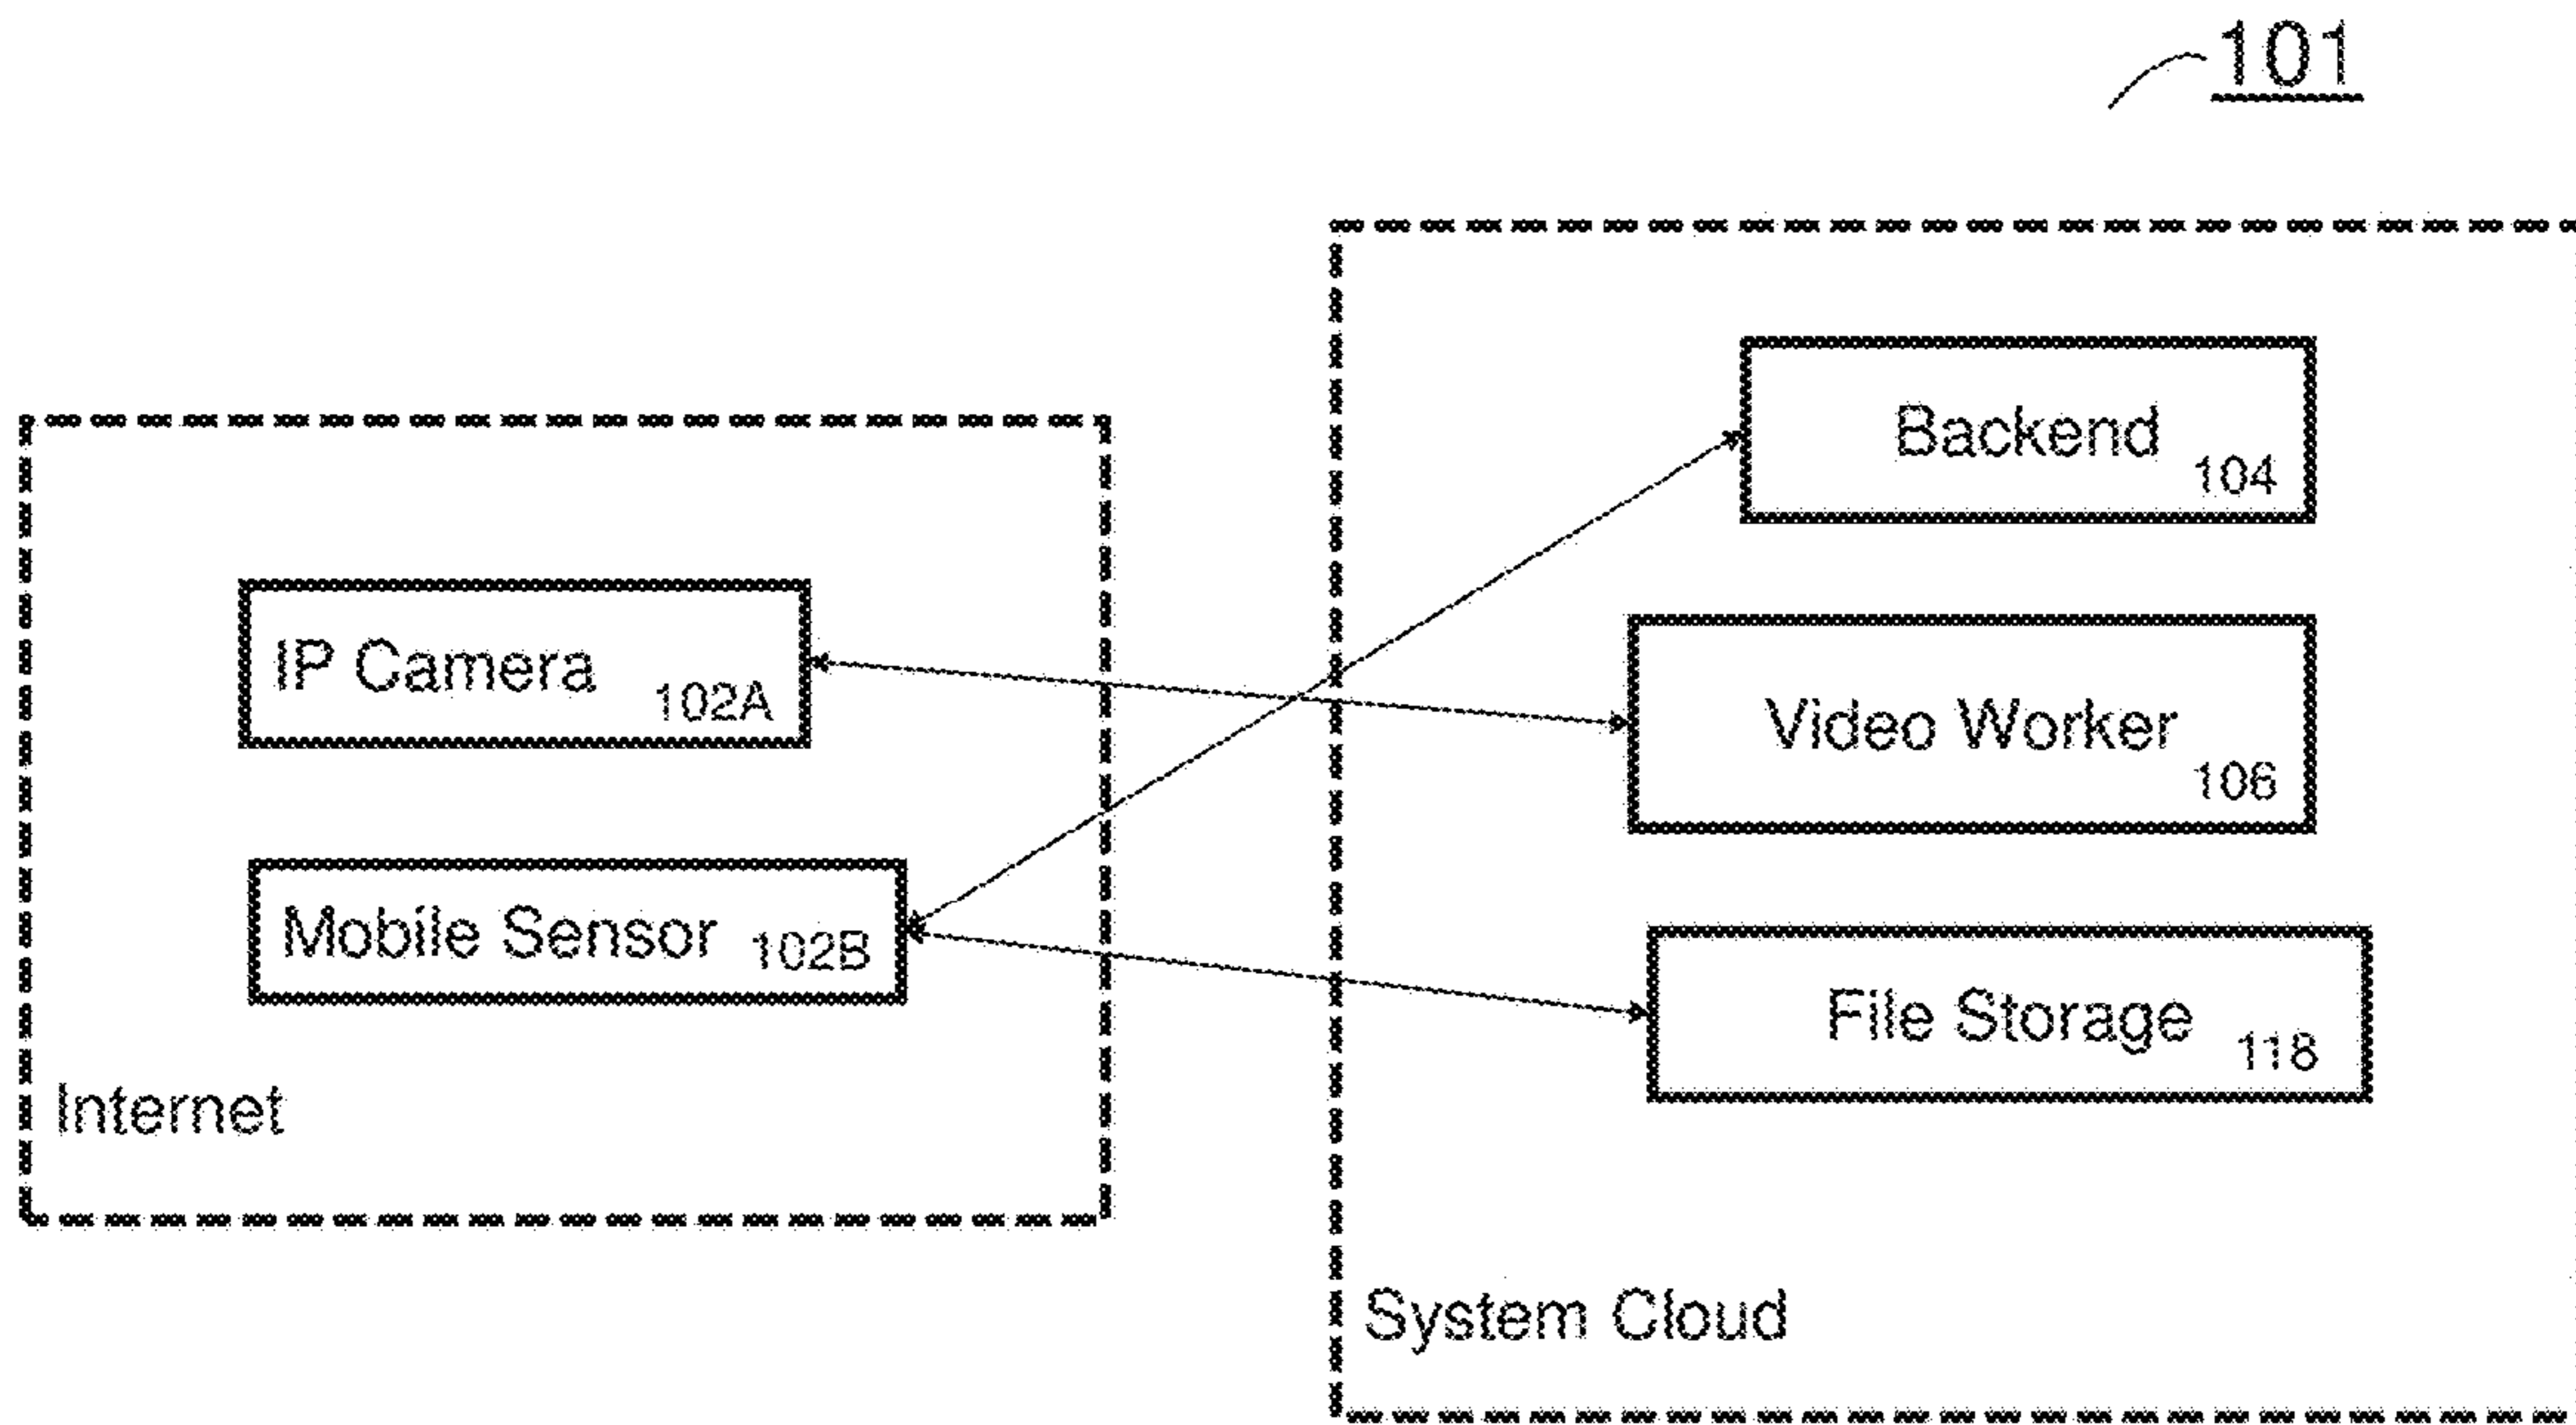 101
IP Camera 102A
Mobile Sensor 102B
Internet
Backend 104
Video Worker 106
File Storage 118
System Cloud